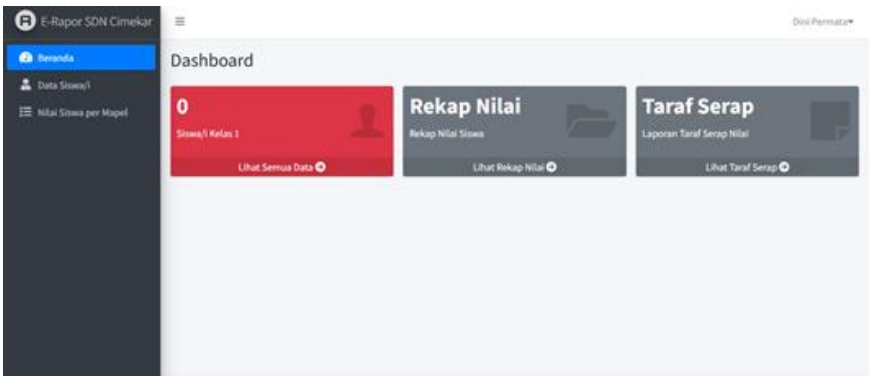 E-Rapor SDN Cimekar
Dini Permata
Beranda
Data Siswa/i
Nilai Siswa per Mapel
Dashboard
0
Siswa/i Kelas 1
Lihat Semua Data
Rekap Nilai
Rekap Nilai Siswa
Lihat Rekap Nilai
Taraf Serap
Laporan Taraf Serap Nilai
Lihat Taraf Serap